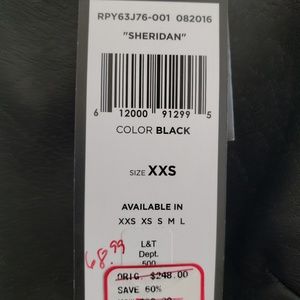 RPY63J76-001 082016
"SHERIDAN"
6 12000 91299 5
COLOR BLACK
SIZE XXS
AVAILABLE IN
XXS XS S M L
68.99
L&T
Dept.
500
ORIG. $248.00
SAVE 60%